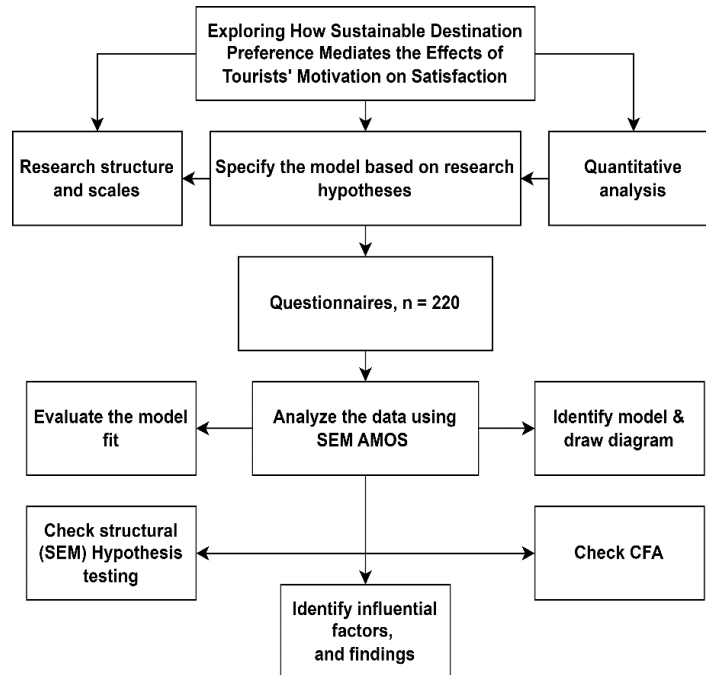 Exploring How Sustainable Destination
Preference Mediates the Effects of
Tourists' Motivation on Satisfaction
Research structure
and scales
Specify the model based on research
hypotheses
Quantitative
analysis
Questionnaires, n = 220
Evaluate the model
fit
Analyze the data using
SEM AMOS
Identify model &
draw diagram
Check structural
(SEM) Hypothesis
testing
Check CFA
Identify influential
factors,
and findings